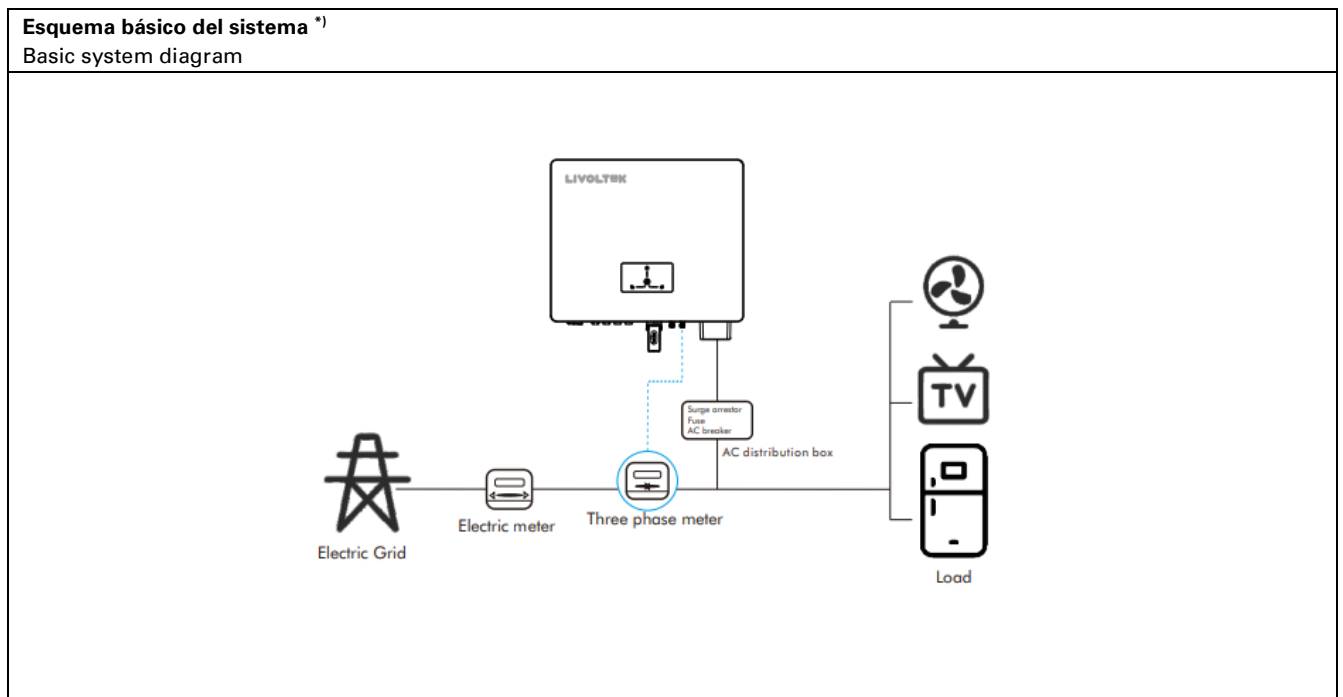 Esquema básico del sistema *)
Basic system diagram
LIVOLTEK
Surge arrestor
Fuse
AC breaker
AC distribution box
TV
Electric meter
Three phase meter
Electric Grid
Load